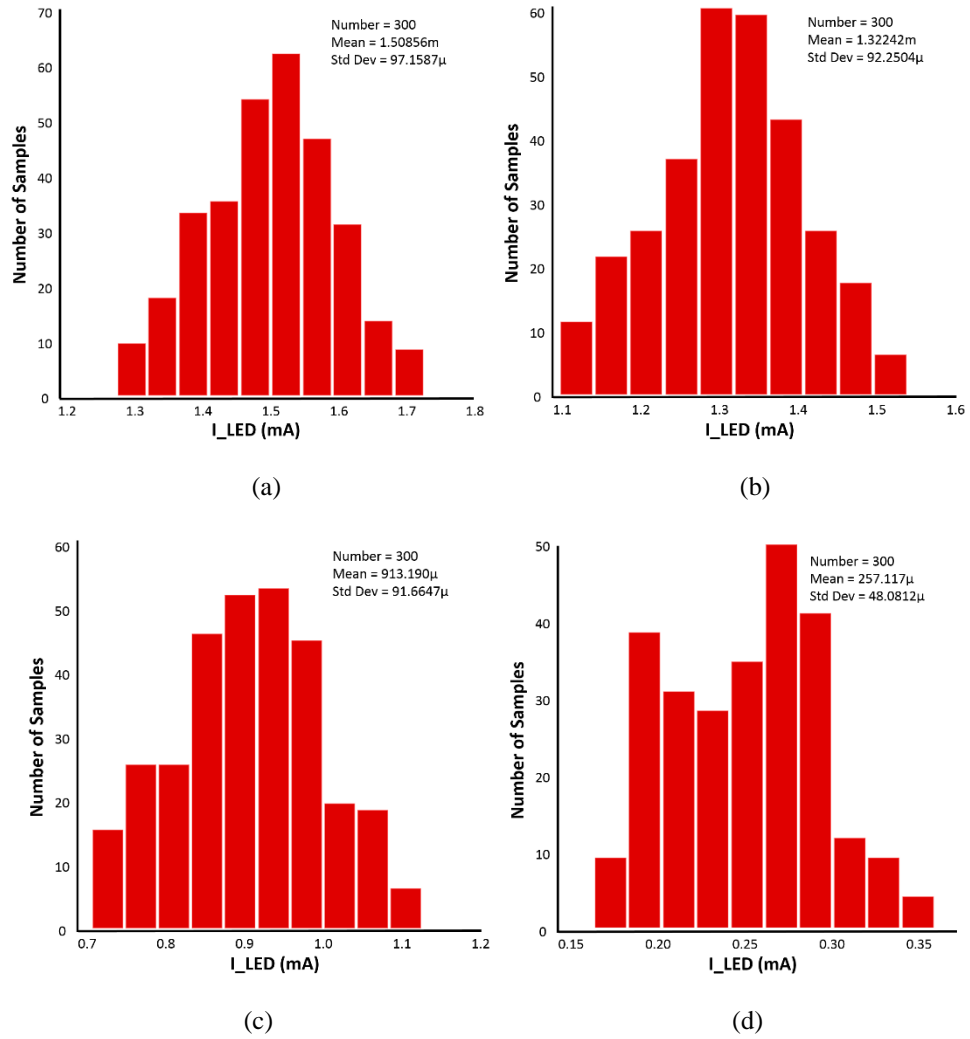 70
60
50
40
30
20
10
0
Number of Samples
Number = 300
Mean = 1.50856m
Std Dev = 97.1587µ
1.2 1.3 1.4 1.5 1.6 1.7 1.8
I_LED (mA)
(a)
60
50
40
30
20
10
0
Number of Samples
Number = 300
Mean = 1.32242m
Std Dev = 92.2504µ
1.1 1.2 1.3 1.4 1.5 1.6
I_LED (mA)
(b)
60
50
40
30
20
10
0
Number of Samples
Number = 300
Mean = 913.190µ
Std Dev = 91.6647µ
0.7 0.8 0.9 1.0 1.1 1.2
I_LED (mA)
(c)
50
40
30
20
10
0
Number of Samples
Number = 300
Mean = 257.117µ
Std Dev = 48.0812µ
0.15 0.20 0.25 0.30 0.35
I_LED (mA)
(d)